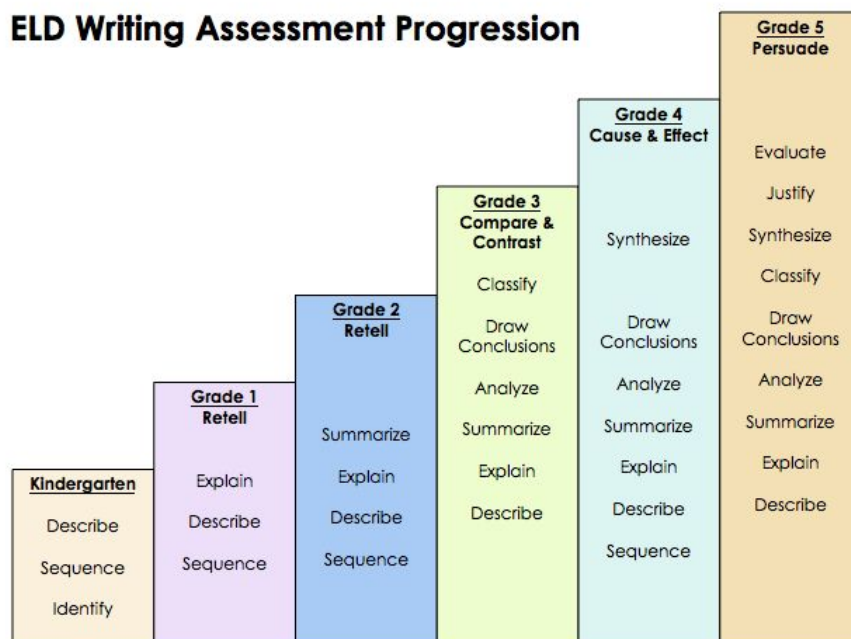 ELD Writing Assessment Progression
Kindergarten
Describe
Sequence
Identify
Grade 1
Retell
Explain
Describe
Sequence
Grade 2
Retell
Summarize
Explain
Describe
Sequence
Grade 3
Compare &
Contrast
Classify
Draw
Conclusions
Analyze
Summarize
Explain
Describe
Grade 4
Cause & Effect
Synthesize
Draw
Conclusions
Analyze
Summarize
Explain
Describe
Sequence
Grade 5
Persuade
Evaluate
Justify
Synthesize
Classify
Draw
Conclusions
Analyze
Summarize
Explain
Describe